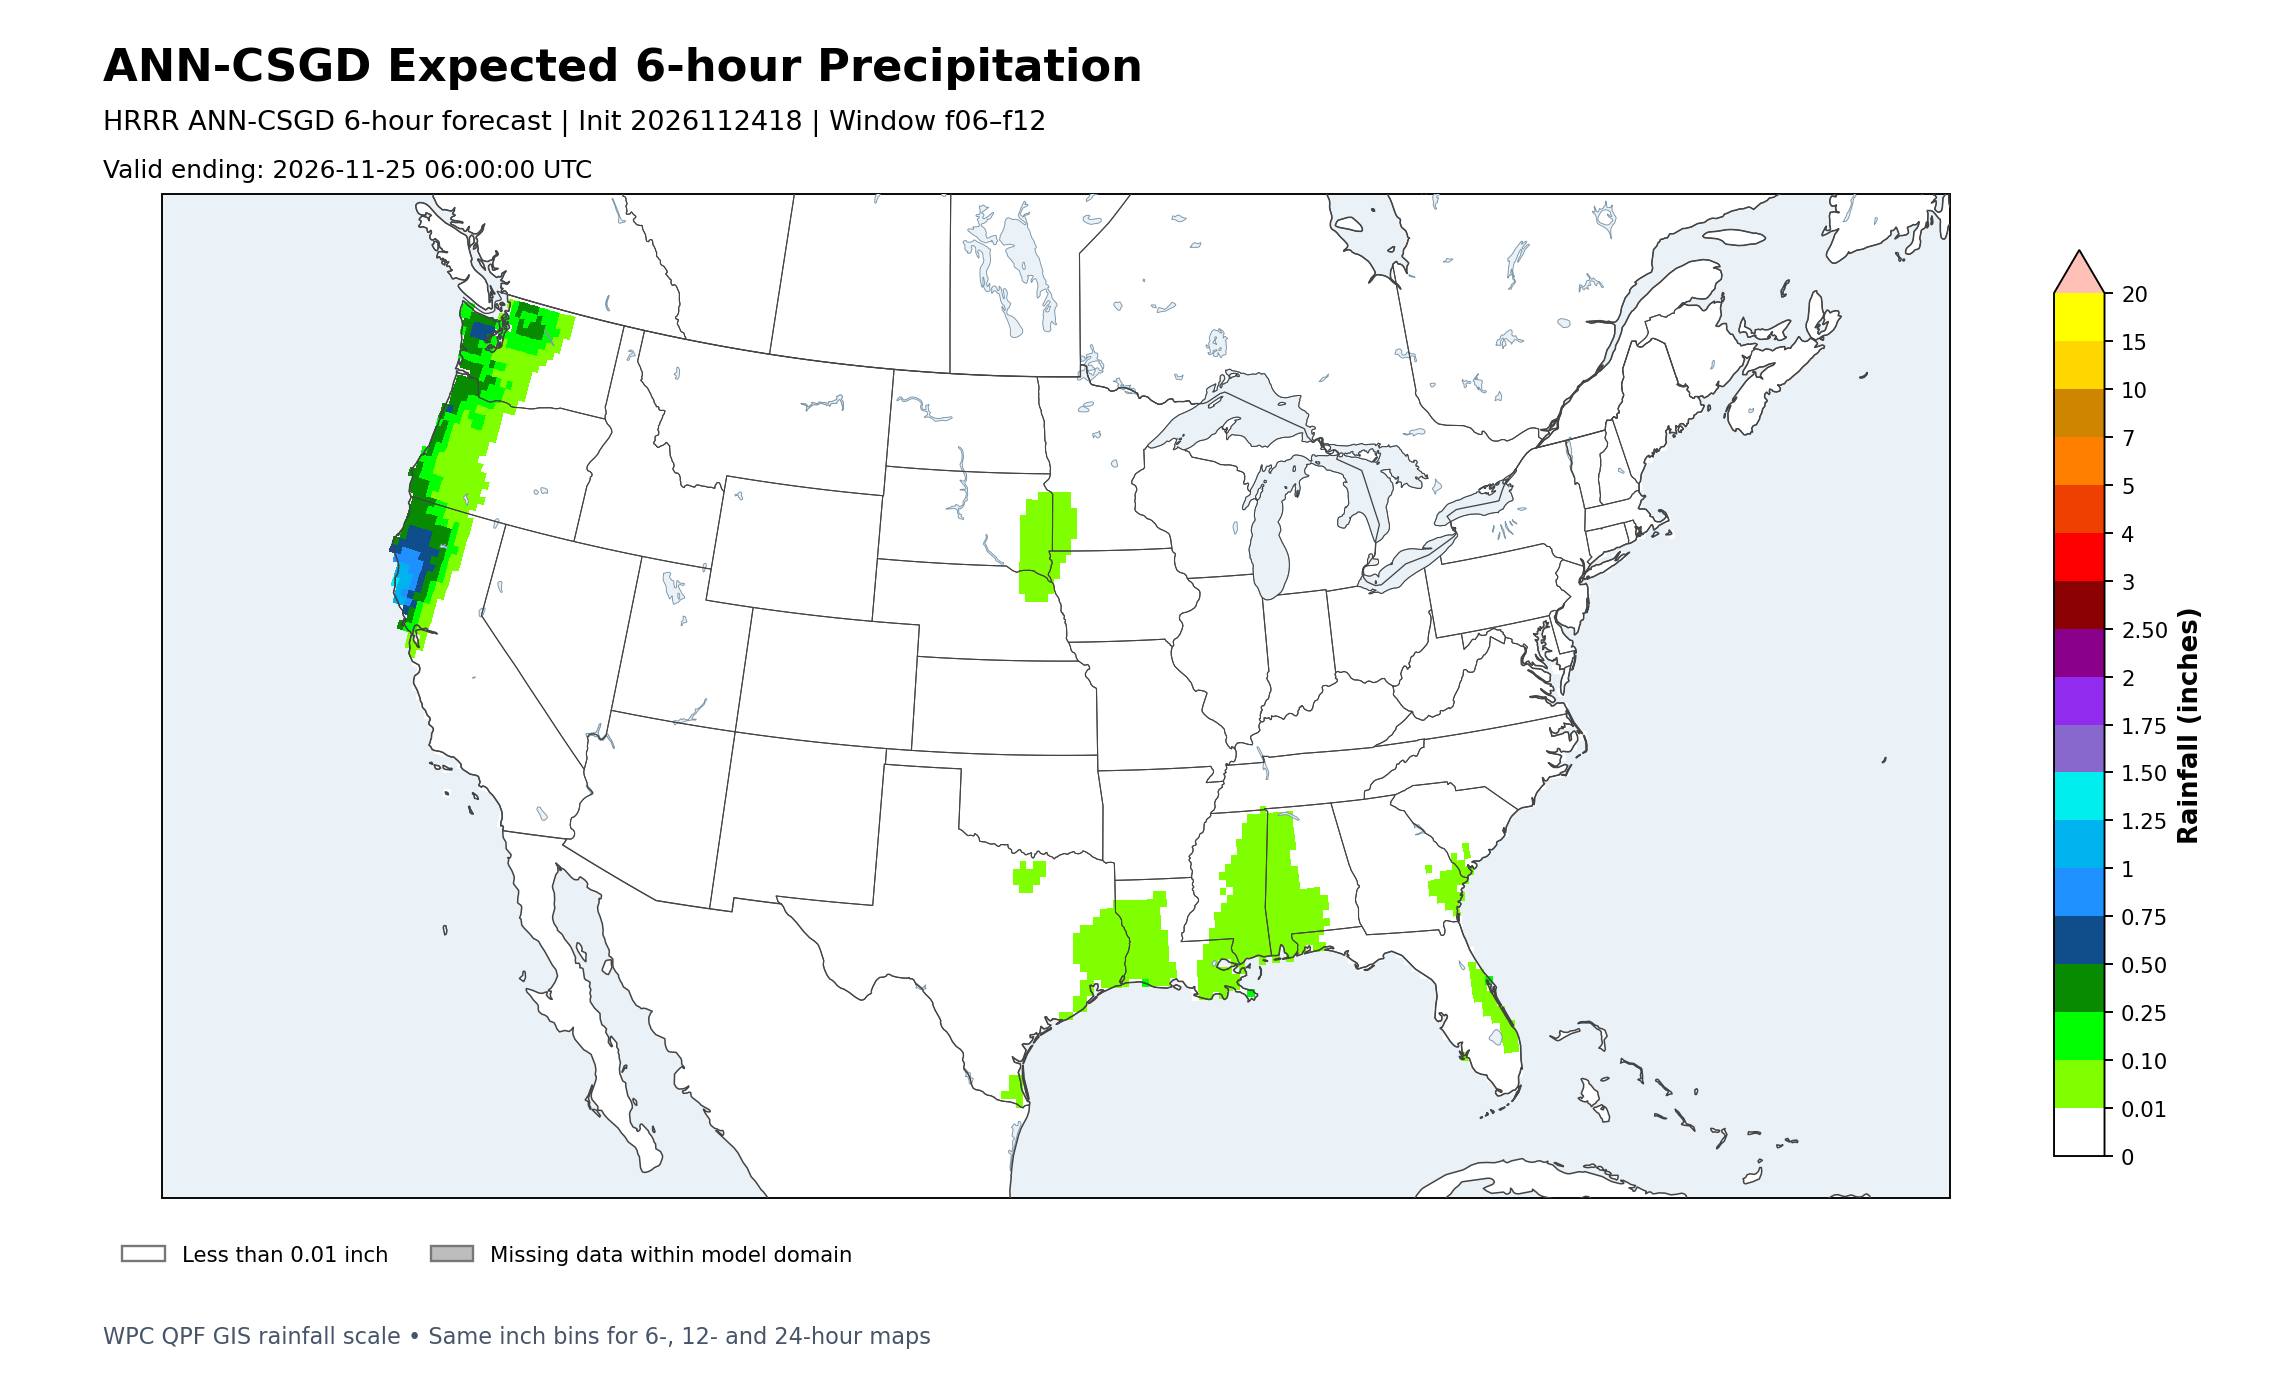 ANN-CSGD Expected 6-hour Precipitation
HRRR ANN-CSGD 6-hour forecast | Init 2026112418 | Window f06–f12
Valid ending: 2026-11-25 06:00:00 UTC
20
15
10
7
5
4
3
2.50
2
1.75
1.50
1.25
1
0.75
0.50
0.25
0.10
0.01
0
Rainfall (inches)
Less than 0.01 inch
Missing data within model domain
WPC QPF GIS rainfall scale • Same inch bins for 6-, 12- and 24-hour maps